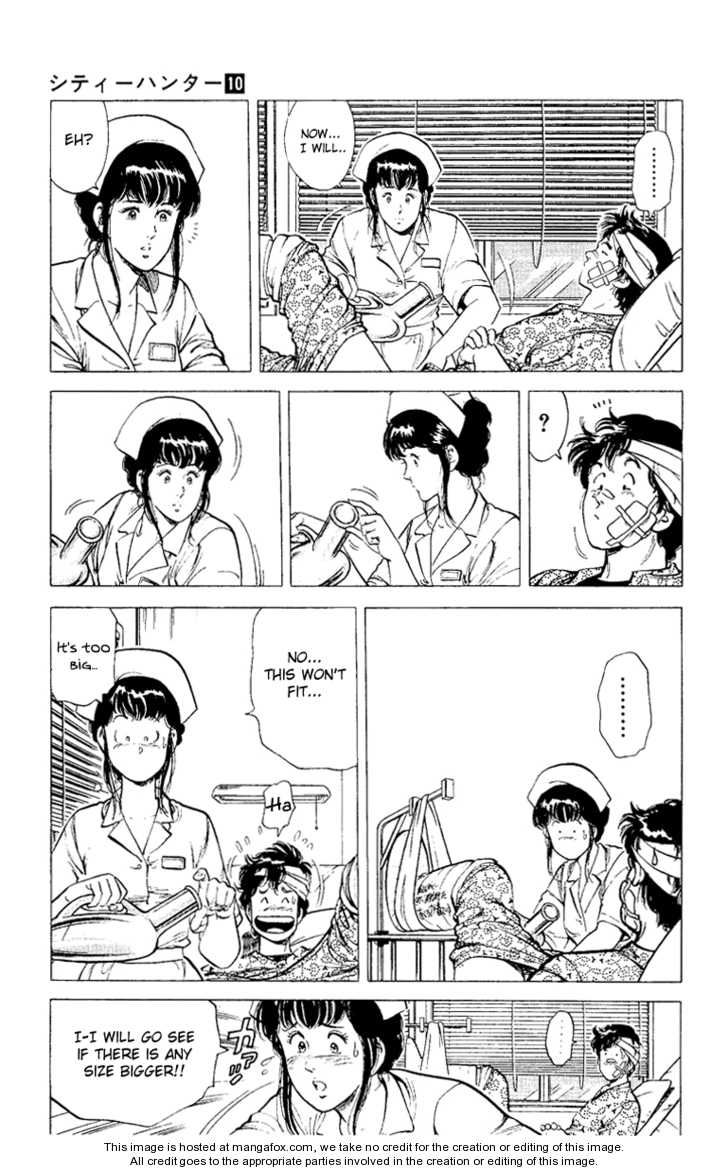 シティーハンター10
EH?
NOW...
I WILL..
?
It's too
BIG...
NO...
THIS WON'T
FIT...
Ha
I-I WILL GO SEE
IF THERE IS ANY
SIZE BIGGER!!
カアッ
This image is hosted at mangafox.com, we take no credit for the creation or editing of this image.
All credit goes to the appropriate parties involved in the creation or editing of this image.